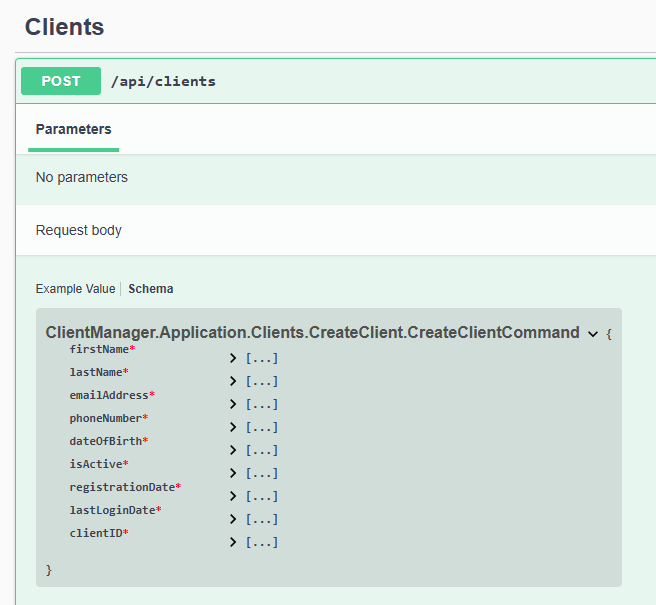 Clients
POST /api/clients
Parameters
No parameters
Request body
Example Value Schema
ClientManager.Application.Clients.CreateClient.CreateClientCommand {
firstName* [...]
lastName* [...]
emailAddress* [...]
phoneNumber* [...]
dateOfBirth* [...]
isActive* [...]
registrationDate* [...]
lastLoginDate* [...]
clientID* [...]
}